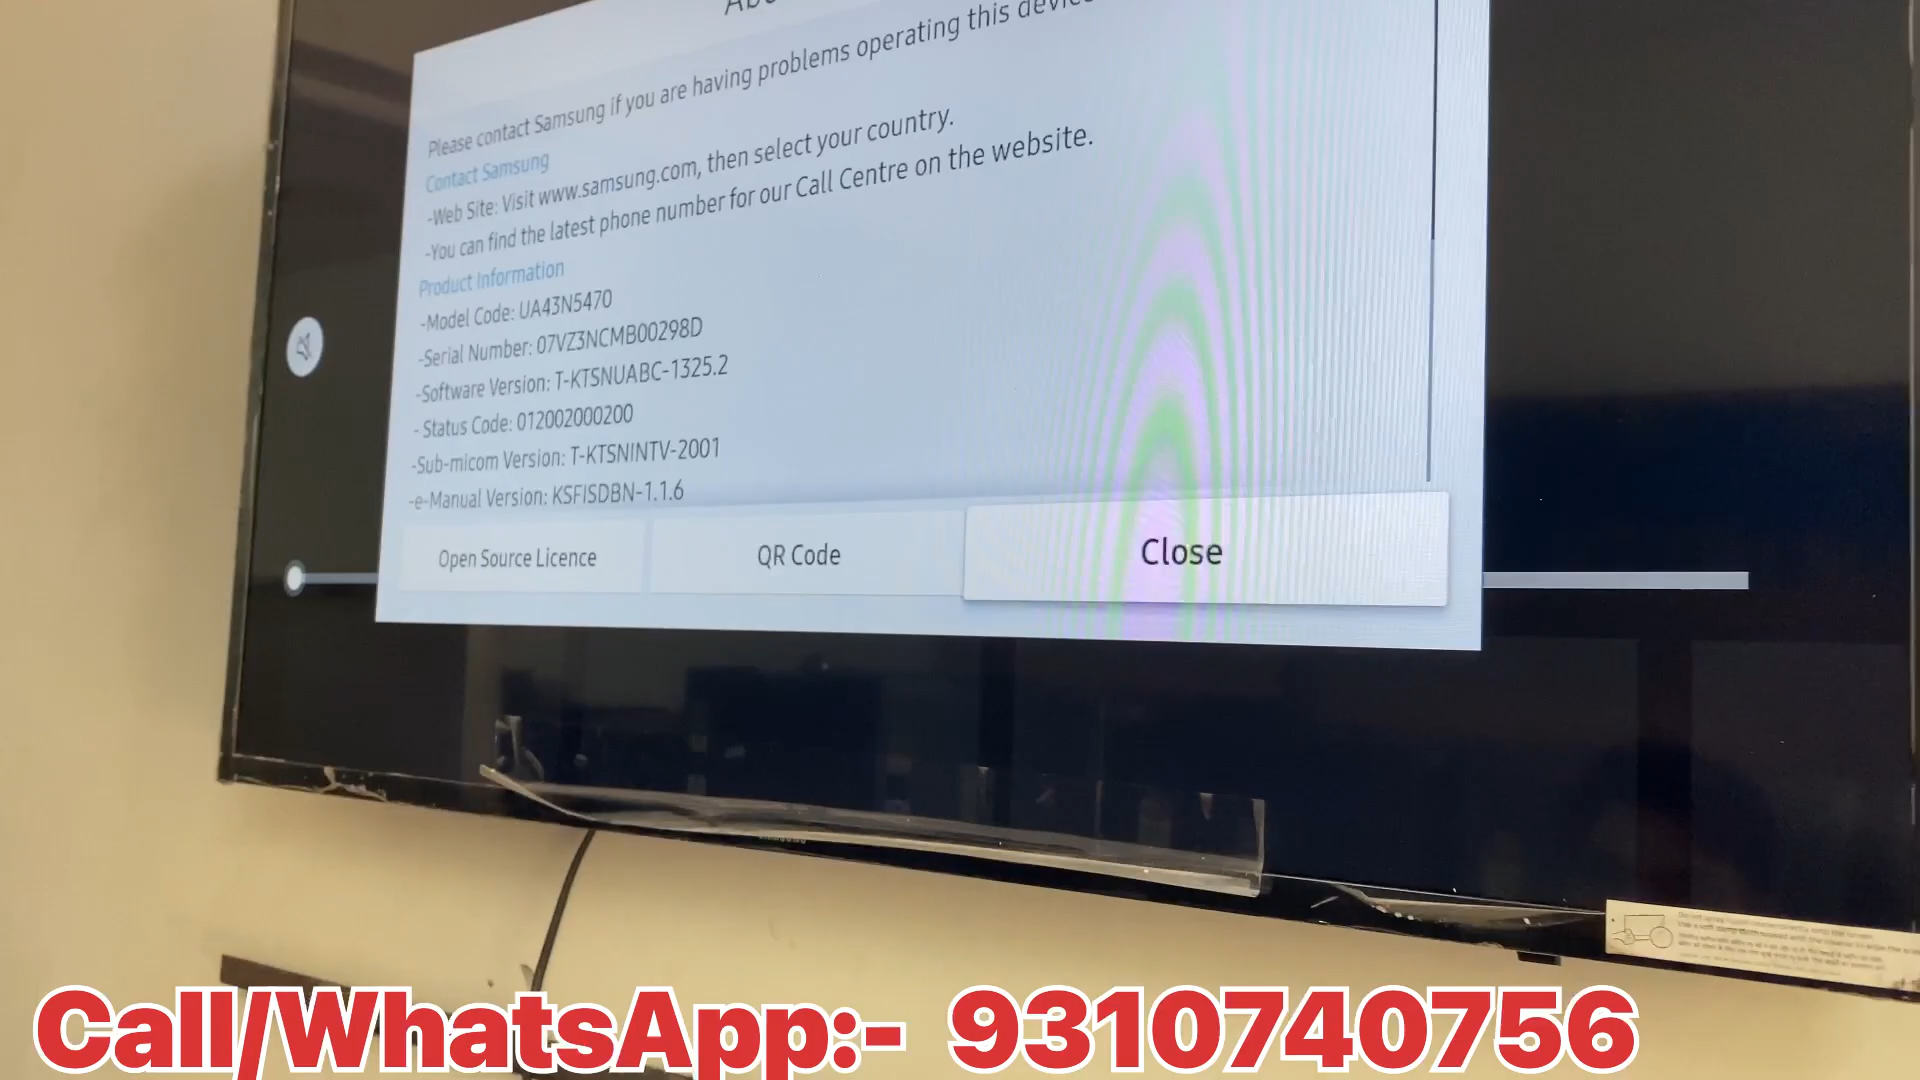 Please contact Samsung if you are having problems operating this device
Contact Samsung
-Web Site: Visit www.samsung.com, then select your country.
-You can find the latest phone number for our Call Centre on the website.
Product Information
-Model Code: UA43N5470
-Serial Number: 07VZ3NCMB00298D
-Software Version: T-KTSNUABC-1325.2
- Status Code: 012002000200
-Sub-micom Version: T-KTSNINTV-2001
-e-Manual Version: KSFISDBN-1.1.6
Open Source Licence
QR Code
Close
Call/WhatsApp:- 9310740756